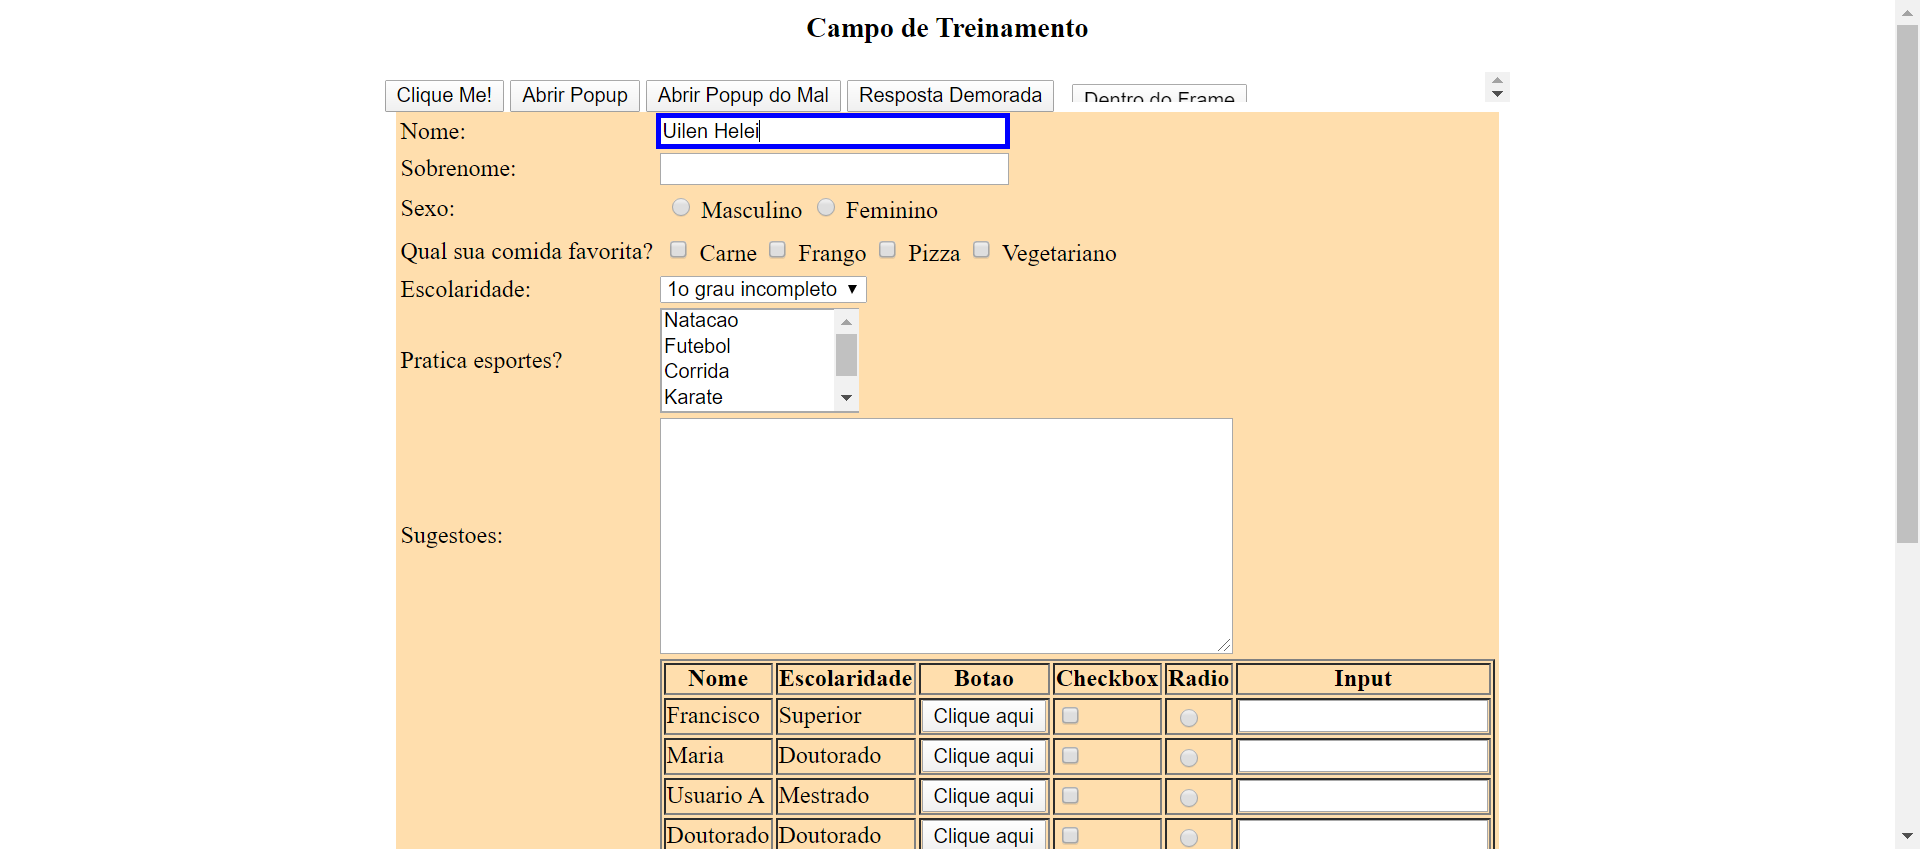 Campo de Treinamento
Clique Me! Abrir Popup Abrir Popup do Mal Resposta Demorada Dentro do Frame
Nome: Uilen Helei
Sobrenome:
Sexo: Masculino Feminino
Qual sua comida favorita? Carne Frango Pizza Vegetariano
Escolaridade: 1o grau incompleto
Pratica esportes?
Natacao
Futebol
Corrida
Karate
Sugestoes:
Nome Escolaridade Botao Checkbox Radio Input
Francisco Superior Clique aqui
Maria Doutorado Clique aqui
Usuario A Mestrado Clique aqui
Doutorado Doutorado Clique aqui